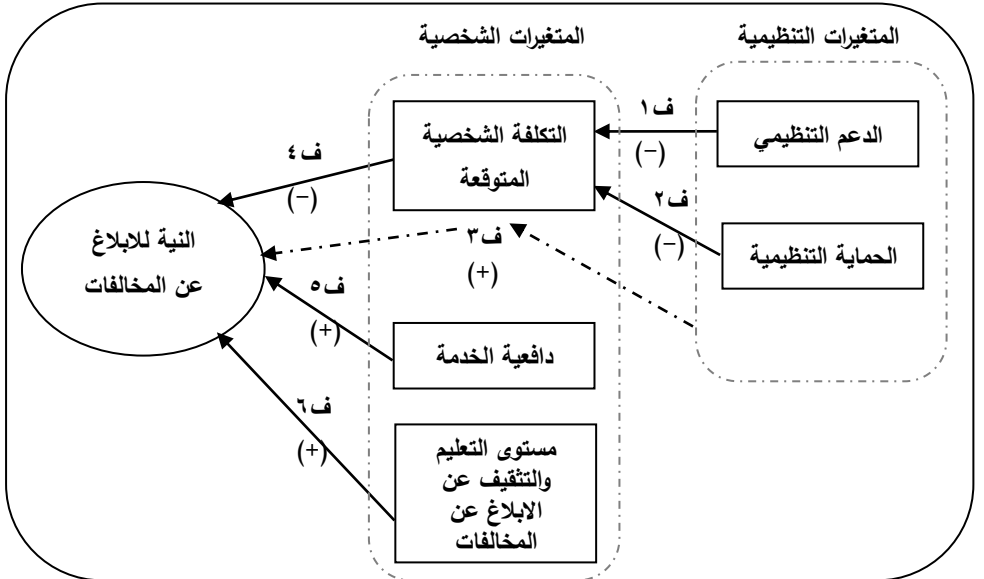 المتغيرات التنظيمية
المتغيرات الشخصية
الدعم التنظيمي
ف١
(−)
التكلفة الشخصية
المتوقعة
ف٢
(−)
الحماية التنظيمية
ف٤
(−)
النية للابلاغ
عن المخالفات
ف٣
(+)
ف٥
(+)
دافعية الخدمة
ف٦
(+)
مستوى التعليم
والتثقيف عن
الابلاغ عن
المخالفات